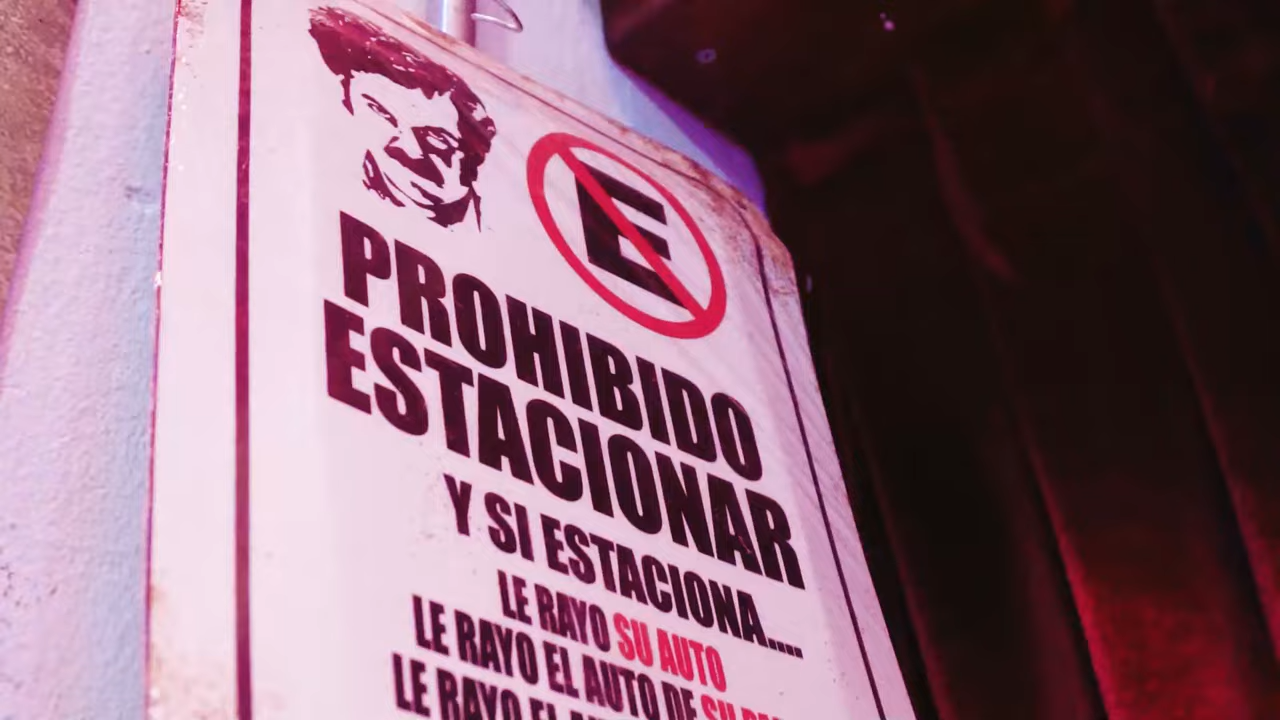 E
PROHIBIDO
ESTACIONAR
Y SI ESTACIONA....
LE RAYO SU AUTO
LE RAYO EL AUTO DE SU
LE RAYO EL